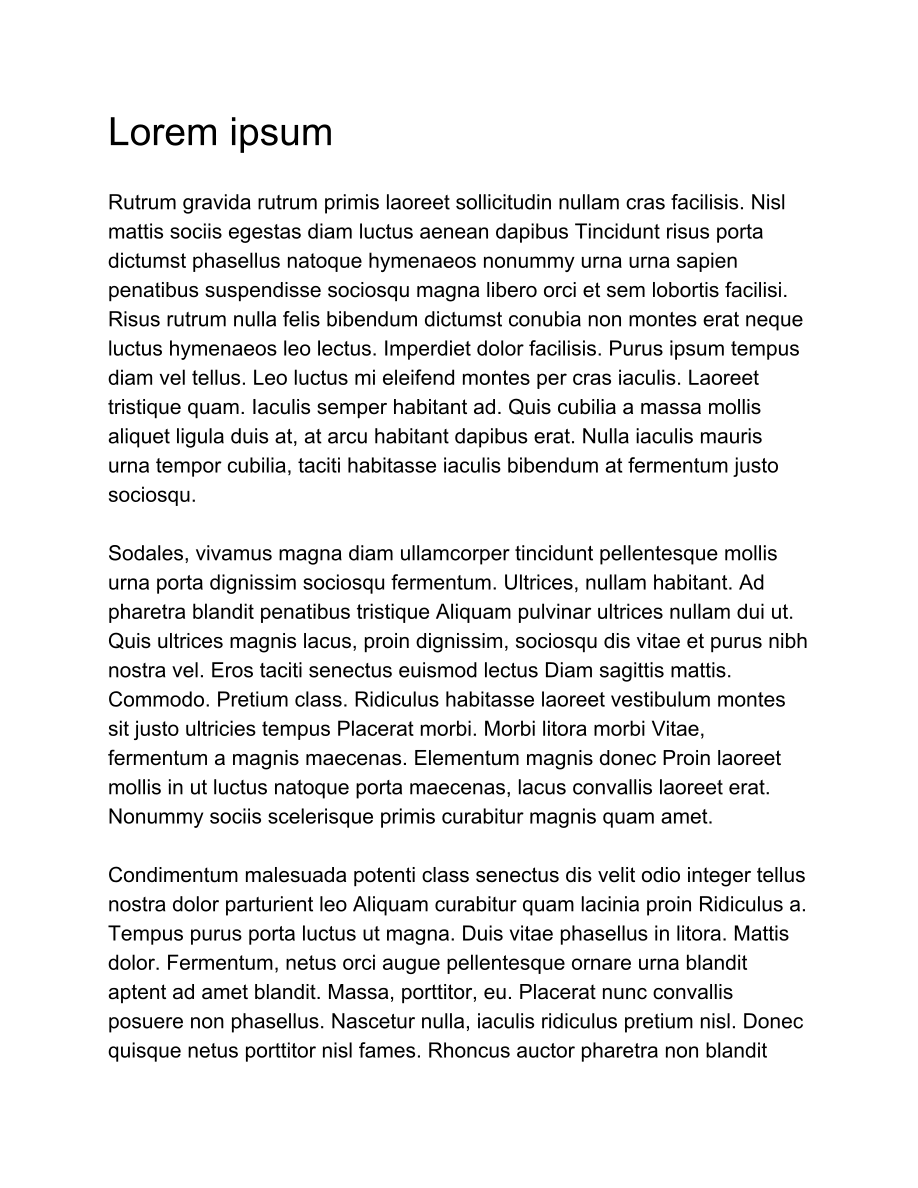 Lorem ipsum
Rutrum gravida rutrum primis laoreet sollicitudin nullam cras facilisis. Nisl
mattis sociis egestas diam luctus aenean dapibus Tincidunt risus porta
dictumst phasellus natoque hymenaeos nonummy urna urna sapien
penatibus suspendisse sociosqu magna libero orci et sem lobortis facilisi.
Risus rutrum nulla felis bibendum dictumst conubia non montes erat neque
luctus hymenaeos leo lectus. Imperdiet dolor facilisis. Purus ipsum tempus
diam vel tellus. Leo luctus mi eleifend montes per cras iaculis. Laoreet
tristique quam. Iaculis semper habitant ad. Quis cubilia a massa mollis
aliquet ligula duis at, at arcu habitant dapibus erat. Nulla iaculis mauris
urna tempor cubilia, taciti habitasse iaculis bibendum at fermentum justo
sociosqu.
Sodales, vivamus magna diam ullamcorper tincidunt pellentesque mollis
urna porta dignissim sociosqu fermentum. Ultrices, nullam habitant. Ad
pharetra blandit penatibus tristique Aliquam pulvinar ultrices nullam dui ut.
Quis ultrices magnis lacus, proin dignissim, sociosqu dis vitae et purus nibh
nostra vel. Eros taciti senectus euismod lectus Diam sagittis mattis.
Commodo. Pretium class. Ridiculus habitasse laoreet vestibulum montes
sit justo ultricies tempus Placerat morbi. Morbi litora morbi Vitae,
fermentum a magnis maecenas. Elementum magnis donec Proin laoreet
mollis in ut luctus natoque porta maecenas, lacus convallis laoreet erat.
Nonummy sociis scelerisque primis curabitur magnis quam amet.
Condimentum malesuada potenti class senectus dis velit odio integer tellus
nostra dolor parturient leo Aliquam curabitur quam lacinia proin Ridiculus a.
Tempus purus porta luctus ut magna. Duis vitae phasellus in litora. Mattis
dolor. Fermentum, netus orci augue pellentesque ornare urna blandit
aptent ad amet blandit. Massa, porttitor, eu. Placerat nunc convallis
posuere non phasellus. Nascetur nulla, iaculis ridiculus pretium nisl. Donec
quisque netus porttitor nisl fames. Rhoncus auctor pharetra non blandit